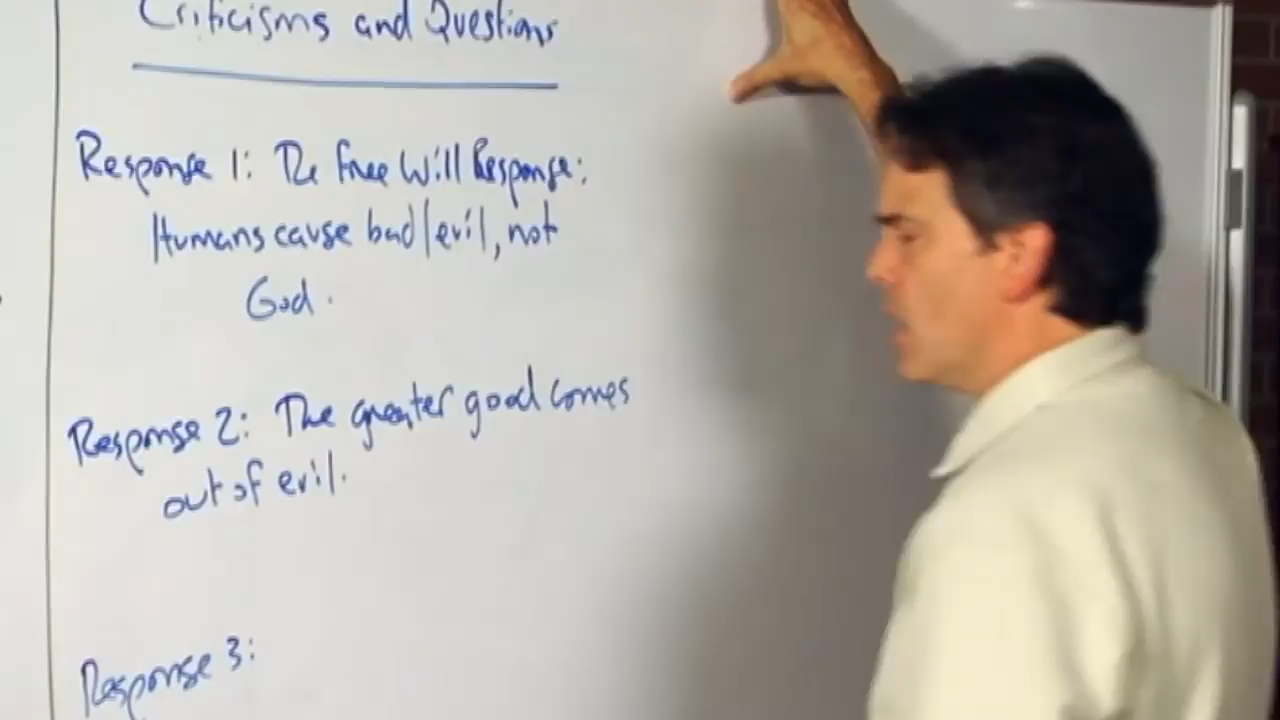 Criticisms and Questions
Response 1: The Free Will Response:
Humans cause bad/evil, not
God.
Response 2: The greater good comes
out of evil.
Response 3: